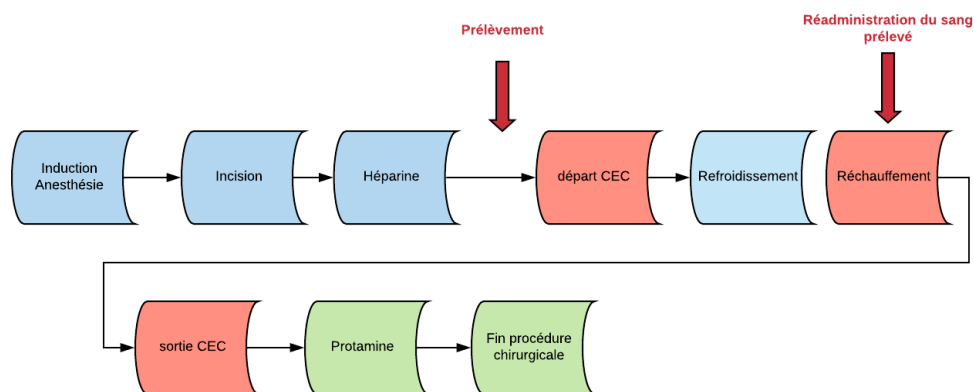 Prélèvement
Réadministration du sang
prélevé
Induction
Anesthésie
Incision
Héparine
départ CEC
Refroidissement
Réchauffement
sortie CEC
Protamine
Fin procédure
chirurgicale